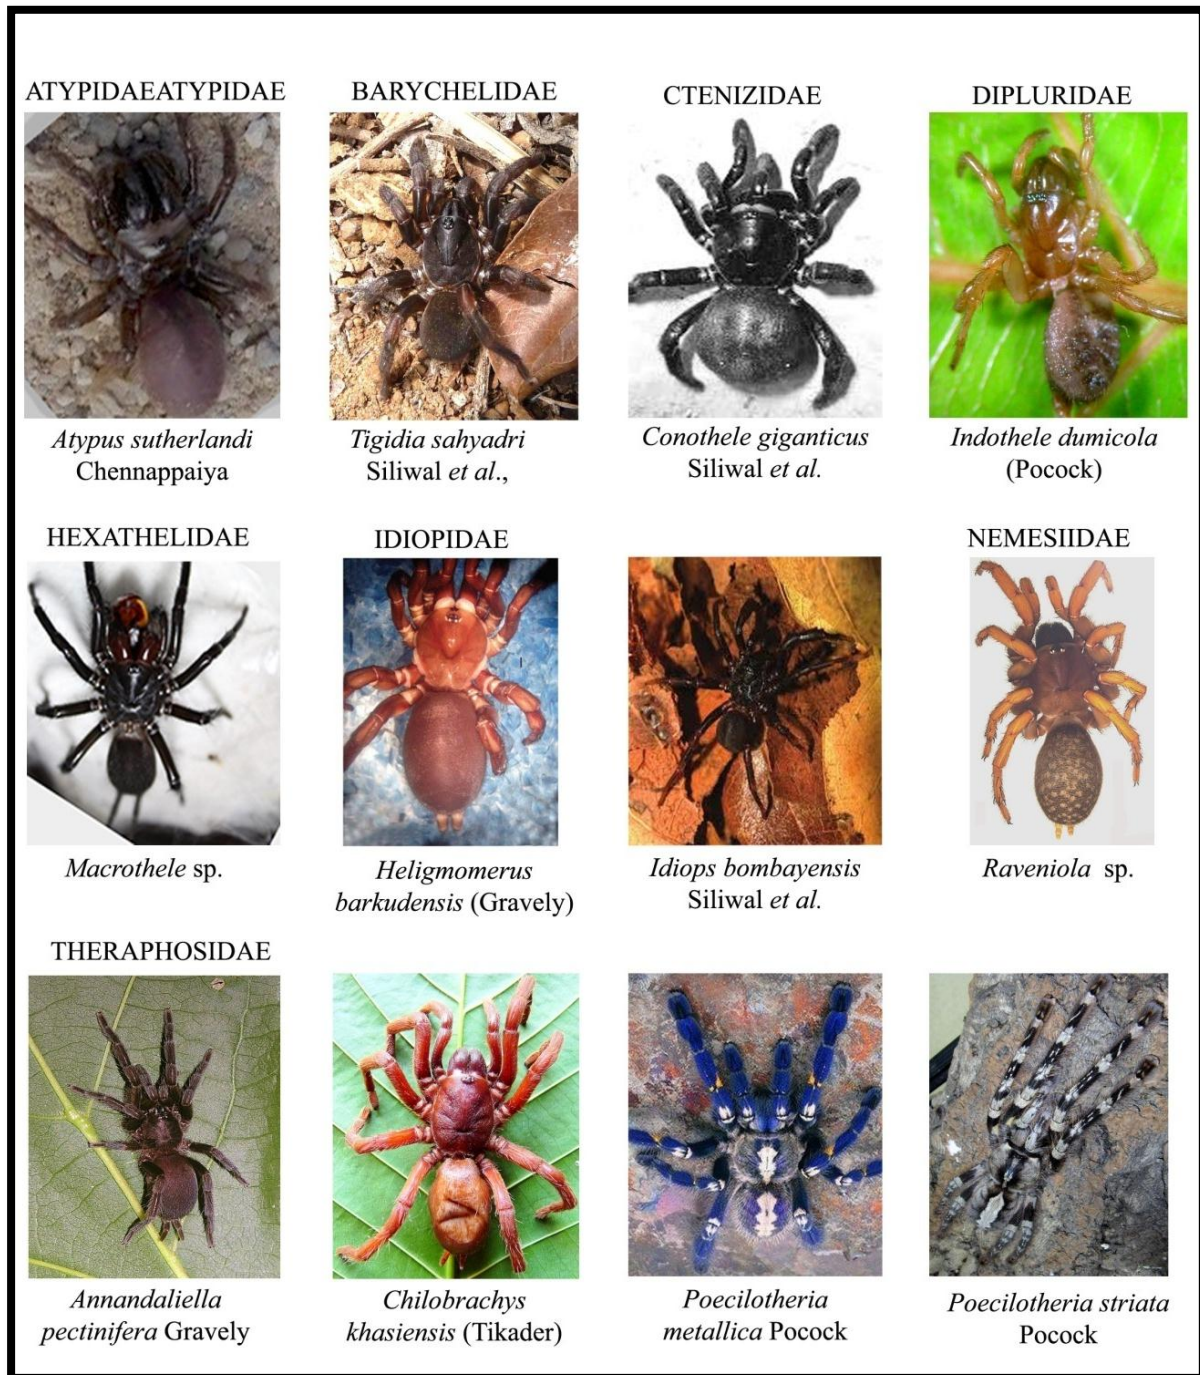 ATYPIDAEATYPIDAE
BARYCHELIDAE
CTENIZIDAE
DIPLURIDAE
Atypus sutherlandi
Chennappaiya
Tigidia sahyadri
Siliwal et al.,
Conothele giganticus
Siliwal et al.
Indothele dumicola
(Pocock)
HEXATHELIDAE
IDIOPIDAE
NEMESIIDAE
Macrothele sp.
Heligmomerus
barkudensis (Gravely)
Idiops bombayensis
Siliwal et al.
Raveniola sp.
THERAPHOSIDAE
Annandaliella
pectinifera Gravely
Chilobrachys
khasiensis (Tikader)
Poecilotheria
metallica Pocock
Poecilotheria striata
Pocock